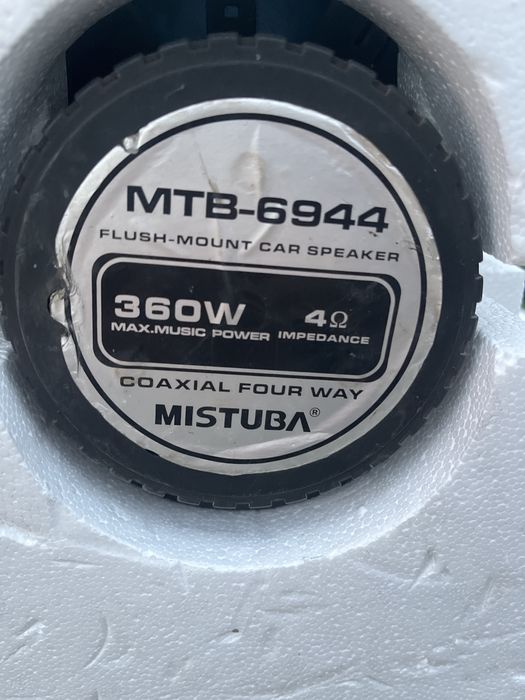 MTB-6944
FLUSH-MOUNT CAR SPEAKER
360W 4Ω
MAX.MUSIC POWER IMPEDANCE
COAXIAL FOUR WAY
MISTUBA®